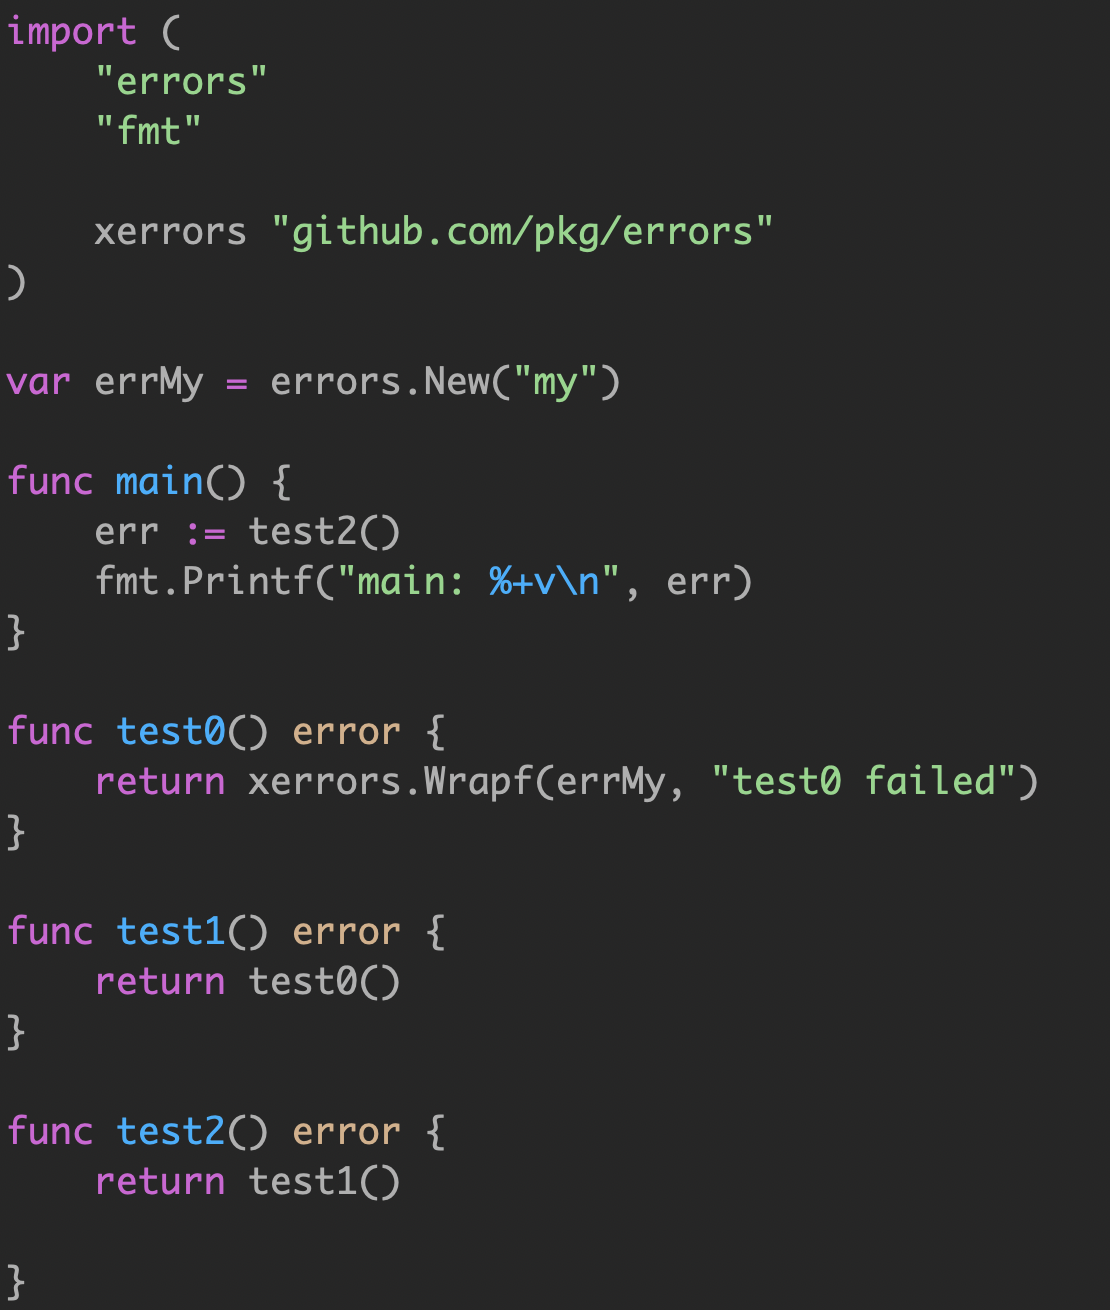 import (
    "errors"
    "fmt"

    xerrors "github.com/pkg/errors"
)

var errMy = errors.New("my")

func main() {
    err := test2()
    fmt.Printf("main: %+v\n", err)
}

func test0() error {
    return xerrors.Wrapf(errMy, "test0 failed")
}

func test1() error {
    return test0()
}

func test2() error {
    return test1()

}